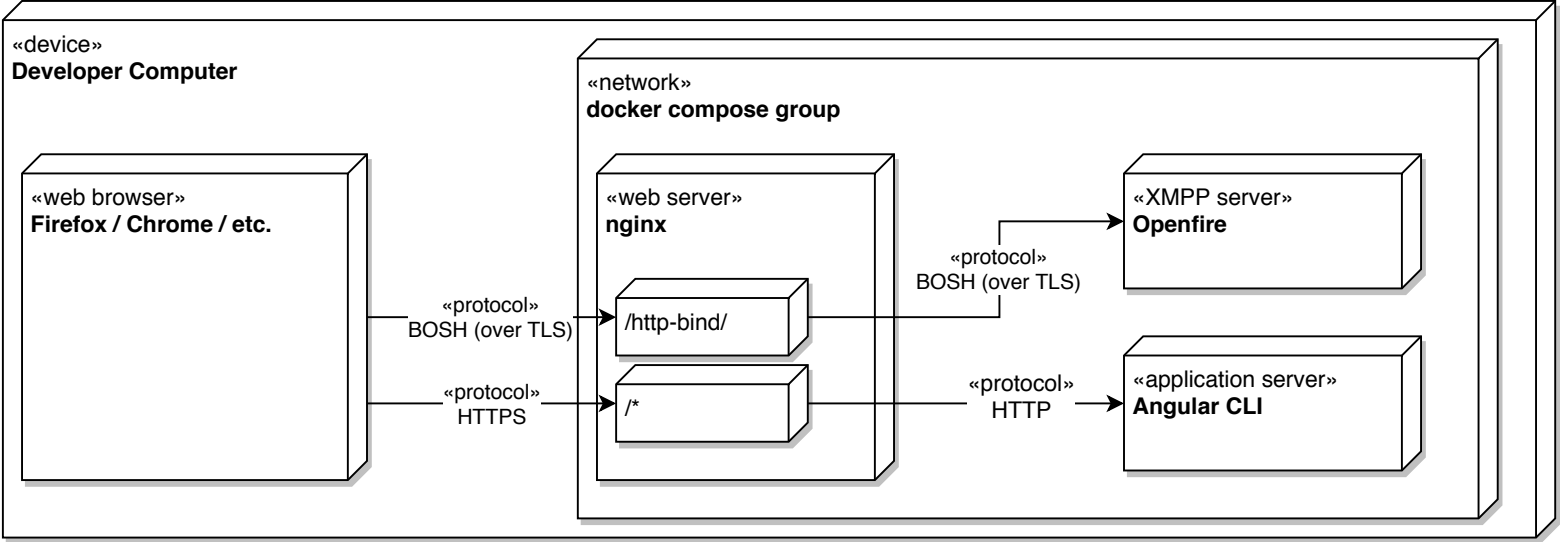 «device»
Developer Computer
«network»
docker compose group
«web browser»
Firefox / Chrome / etc.
«web server»
nginx
«XMPP server»
Openfire
«protocol»
BOSH (over TLS)
«protocol»
BOSH (over TLS)
/http-bind/
«protocol»
HTTPS
/*
«protocol»
HTTP
«application server»
Angular CLI